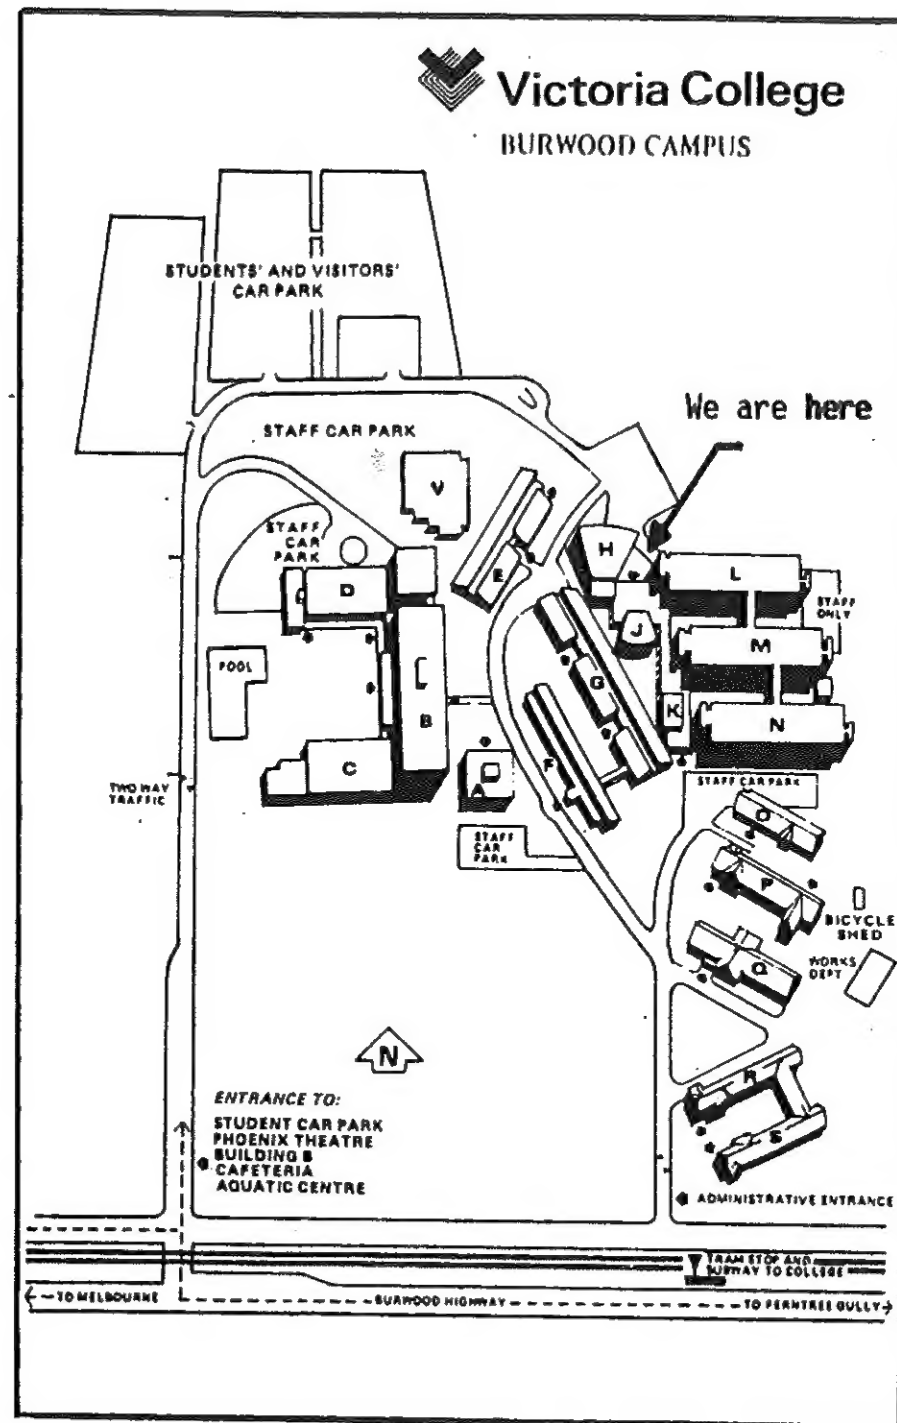 Victoria College
BURWOOD CAMPUS
STUDENTS' AND VISITORS'
CAR PARK
We are here
STAFF CAR PARK
V
STAFF
CAR
PARK
H
E
L
D
STAFF
ONLY
J
M
POOL
G
K
B
N
F
C
A
TWO WAY
TRAFFIC
STAFF CAR PARK
O
STAFF
CAR
PARK
P
BICYCLE
SHED
WORKS
DEPT
Q
N
R
ENTRANCE TO:
STUDENT CAR PARK
PHOENIX THEATRE
BUILDING B
CAFETERIA
AQUATIC CENTRE
S
ADMINISTRATIVE ENTRANCE
TRAM STOP AND
SUBWAY TO COLLEGE
TO MELBOURNE
BURWOOD HIGHWAY
TO FERNTREE GULLY